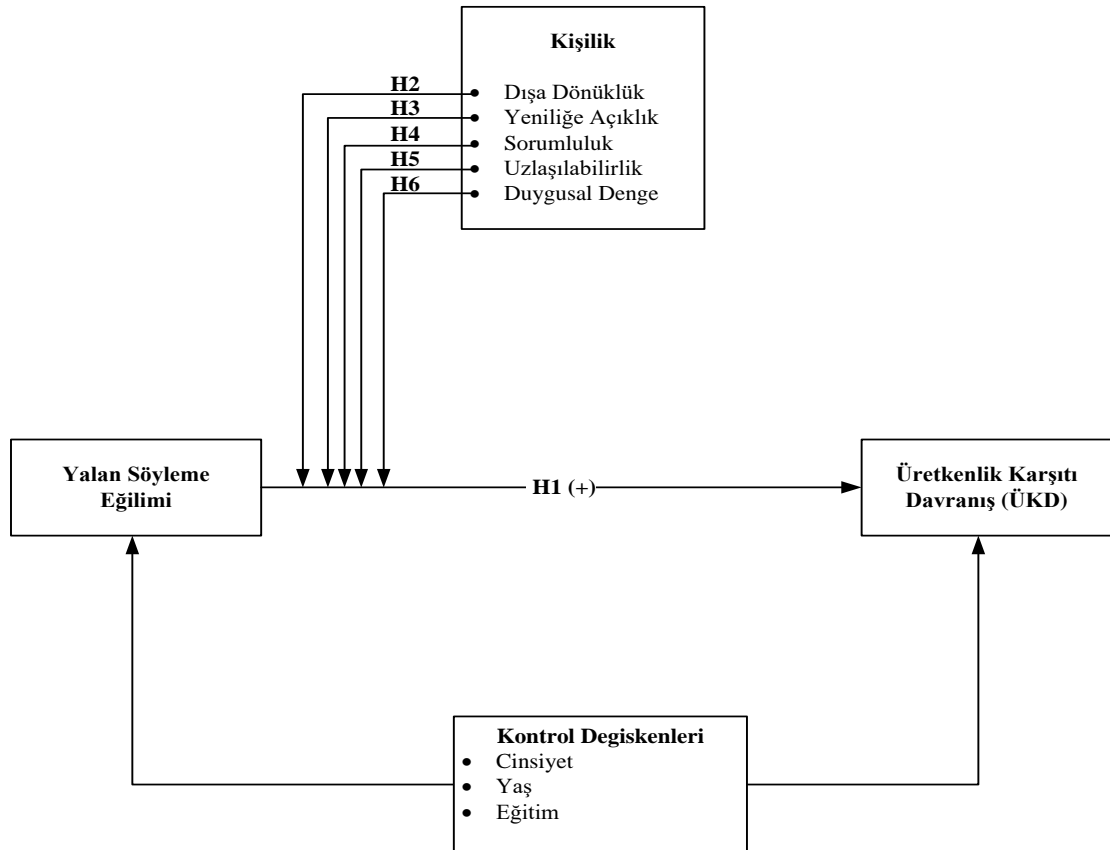 Kişilik
H2
• Dışa Dönüklük
H3
• Yeniliğe Açıklık
H4
• Sorumluluk
H5
• Uzlaşılabilirlik
H6
• Duygusal Denge
Yalan Söyleme
Eğilimi
H1 (+)
Üretkenlik Karşıtı
Davranış (ÜKD)
Kontrol Degiskenleri
• Cinsiyet
• Yaş
• Eğitim